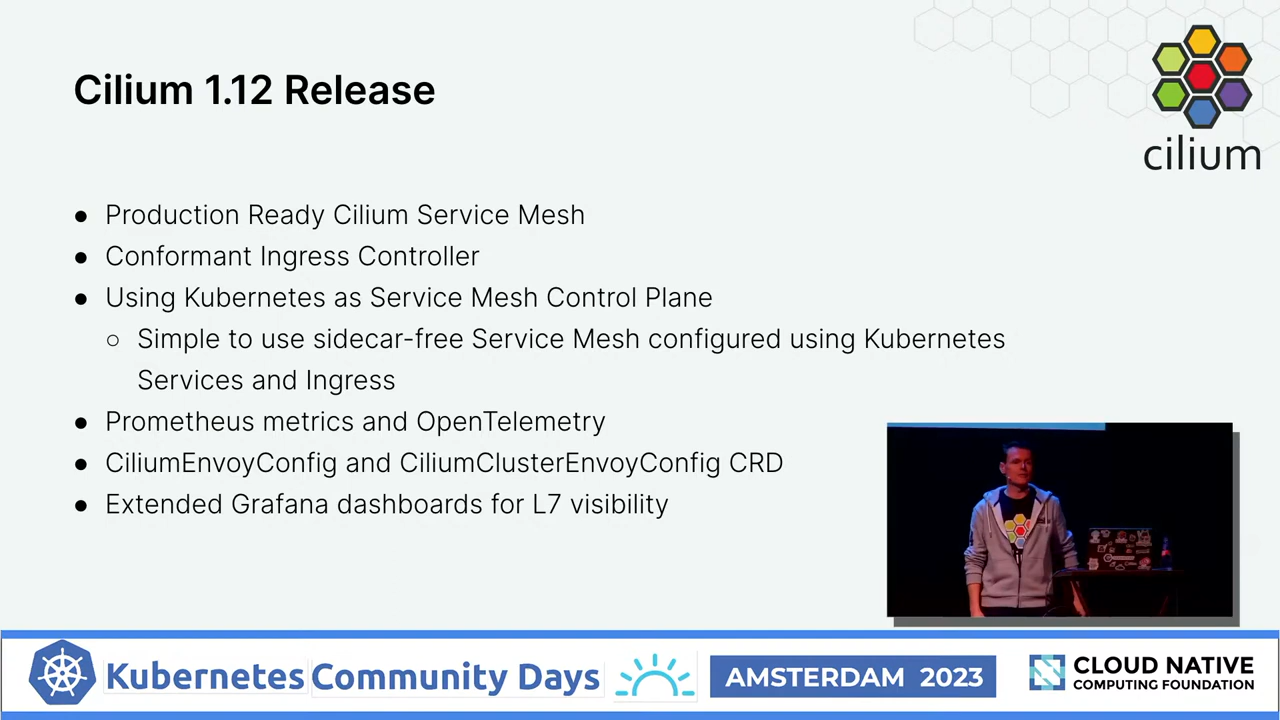 Cilium 1.12 Release
cilium
● Production Ready Cilium Service Mesh
● Conformant Ingress Controller
● Using Kubernetes as Service Mesh Control Plane
○ Simple to use sidecar-free Service Mesh configured using Kubernetes
Services and Ingress
● Prometheus metrics and OpenTelemetry
● CiliumEnvoyConfig and CiliumClusterEnvoyConfig CRD
● Extended Grafana dashboards for L7 visibility
Kubernetes Community Days
AMSTERDAM 2023
CLOUD NATIVE
COMPUTING FOUNDATION